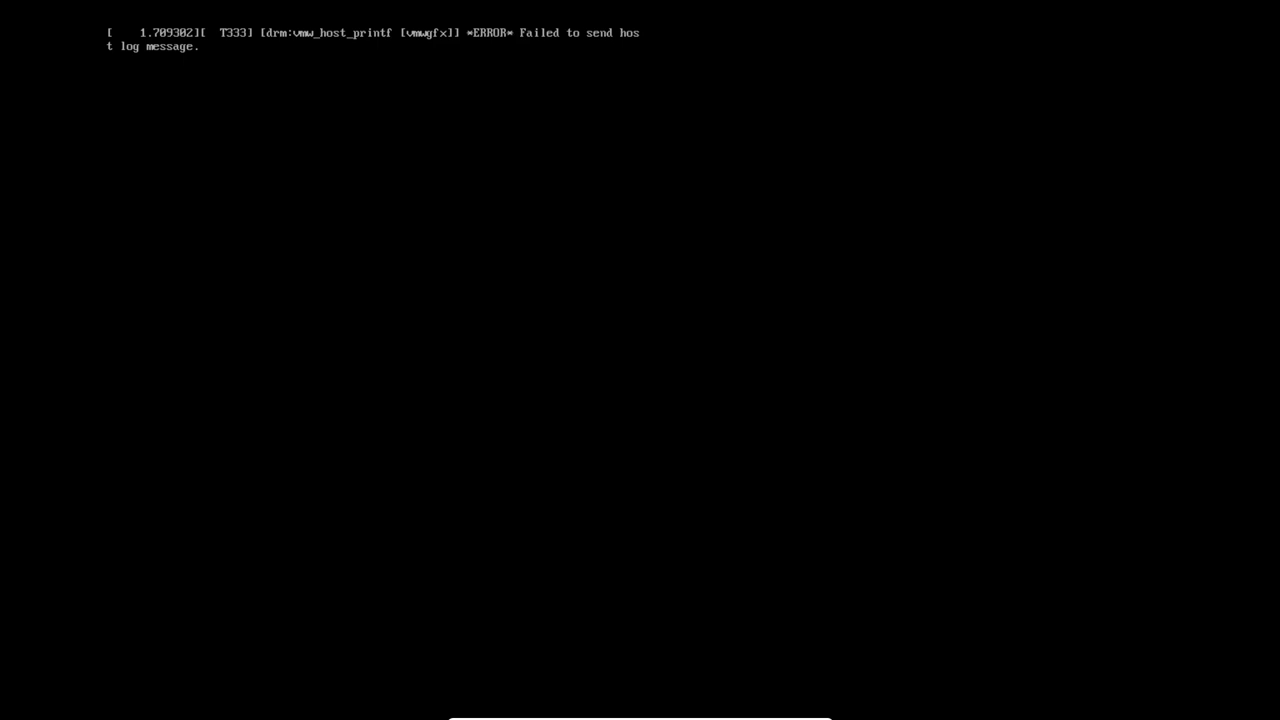 [    1.709302][  T333] [drm:vmw_host_printf [vmwgfx]] *ERROR* Failed to send hos
t log message.